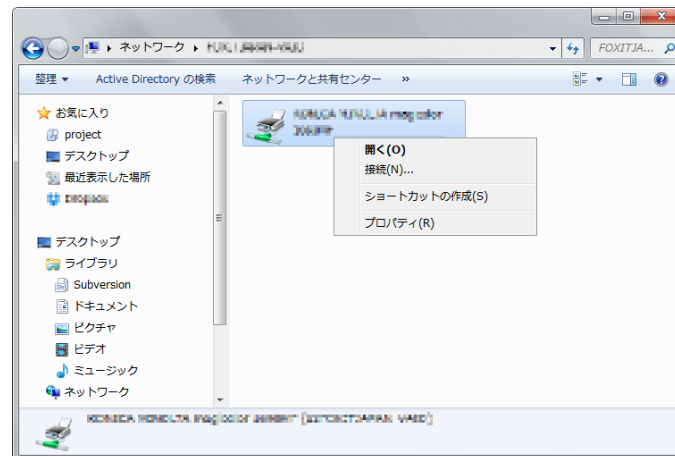 ネットワーク
FOXITJA...
整理
Active Directory の検索
ネットワークと共有センター
»
お気に入り
project
デスクトップ
最近表示した場所
デスクトップ
ライブラリ
Subversion
ドキュメント
ピクチャ
ビデオ
ミュージック
ネットワーク
開く(O)
接続(N)...
ショートカットの作成(S)
プロパティ(R)